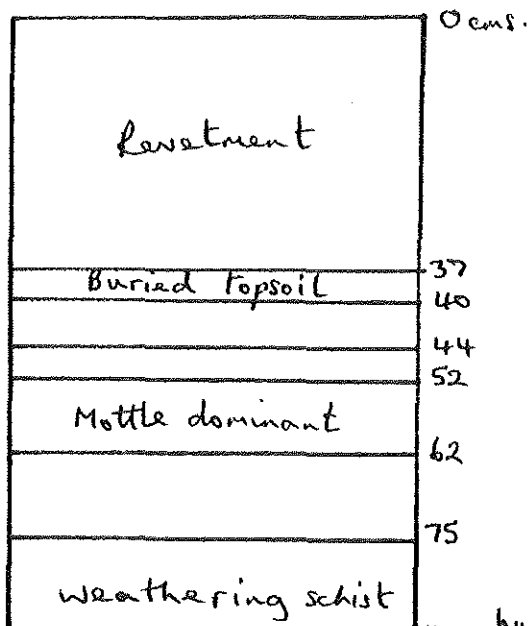 0 cms.
Revetment
37
Buried topsoil
40
44
52
Mottle dominant
62
75
weathering schist